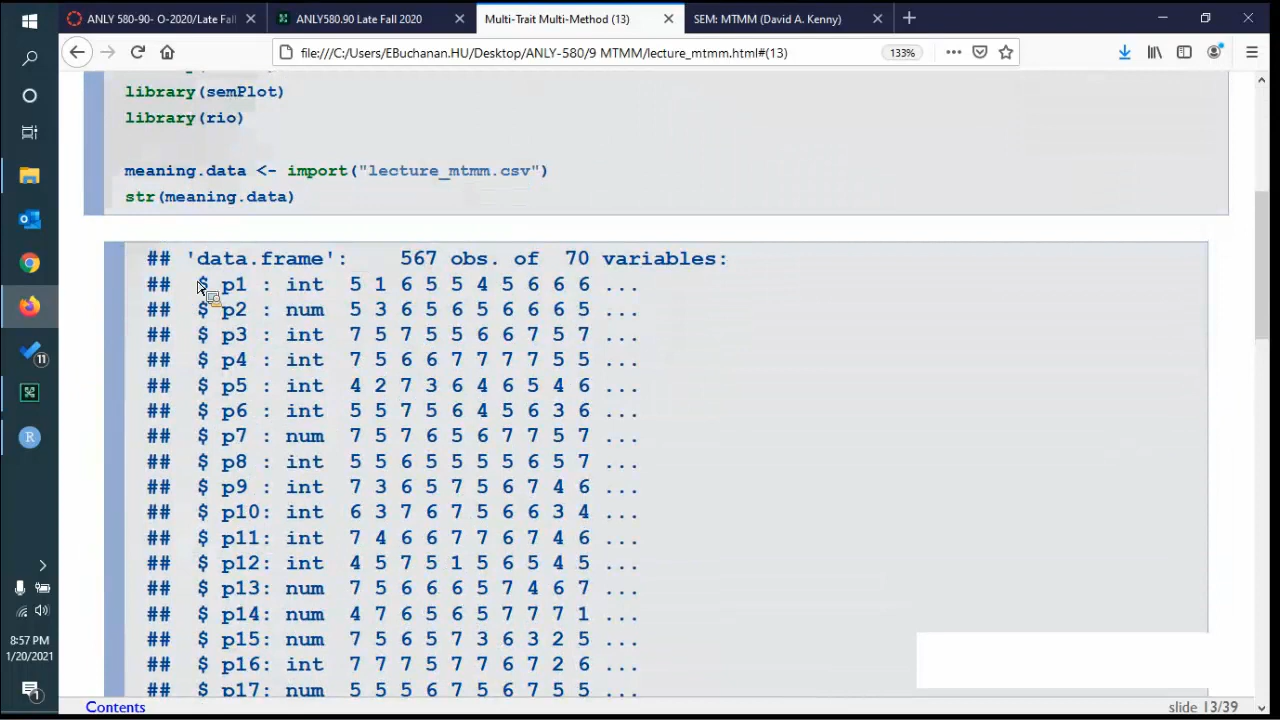 ANLY 580-90- O-2020/Late Fall
ANLY580.90 Late Fall 2020
Multi-Trait Multi-Method (13)
SEM: MTMM (David A. Kenny)
file:///C:/Users/EBuchanan.HU/Desktop/ANLY-580/9 MTMM/lecture_mtmm.html#(13)
133%
library(semPlot)
library(rio)
meaning.data <- import("lecture_mtmm.csv")
str(meaning.data)
## 'data.frame': 567 obs. of 70 variables:
## $ p1 : int 5 1 6 5 5 4 5 6 6 6 ...
## $ p2 : num 5 3 6 5 6 5 6 6 6 5 ...
## $ p3 : int 7 5 7 5 5 6 6 7 5 7 ...
## $ p4 : int 7 5 6 6 7 7 7 7 5 5 ...
## $ p5 : int 4 2 7 3 6 4 6 5 4 6 ...
## $ p6 : int 5 5 7 5 6 4 5 6 3 6 ...
## $ p7 : num 7 5 7 6 5 6 7 7 5 7 ...
## $ p8 : int 5 5 6 5 5 5 5 6 5 7 ...
## $ p9 : int 7 3 6 5 7 5 6 7 4 6 ...
## $ p10: int 6 3 7 6 7 5 6 6 3 4 ...
## $ p11: int 7 4 6 6 7 7 6 7 4 6 ...
## $ p12: int 4 5 7 5 1 5 6 5 4 5 ...
## $ p13: num 7 5 6 6 6 5 7 4 6 7 ...
## $ p14: num 4 7 6 5 6 5 7 7 7 1 ...
## $ p15: num 7 5 6 5 7 3 6 3 2 5 ...
## $ p16: int 7 7 7 5 7 7 6 7 2 6 ...
## $ p17: num 5 5 5 6 7 5 6 7 5 5 ...
11
8:57 PM
1/20/2021
1
Contents
slide 13/39